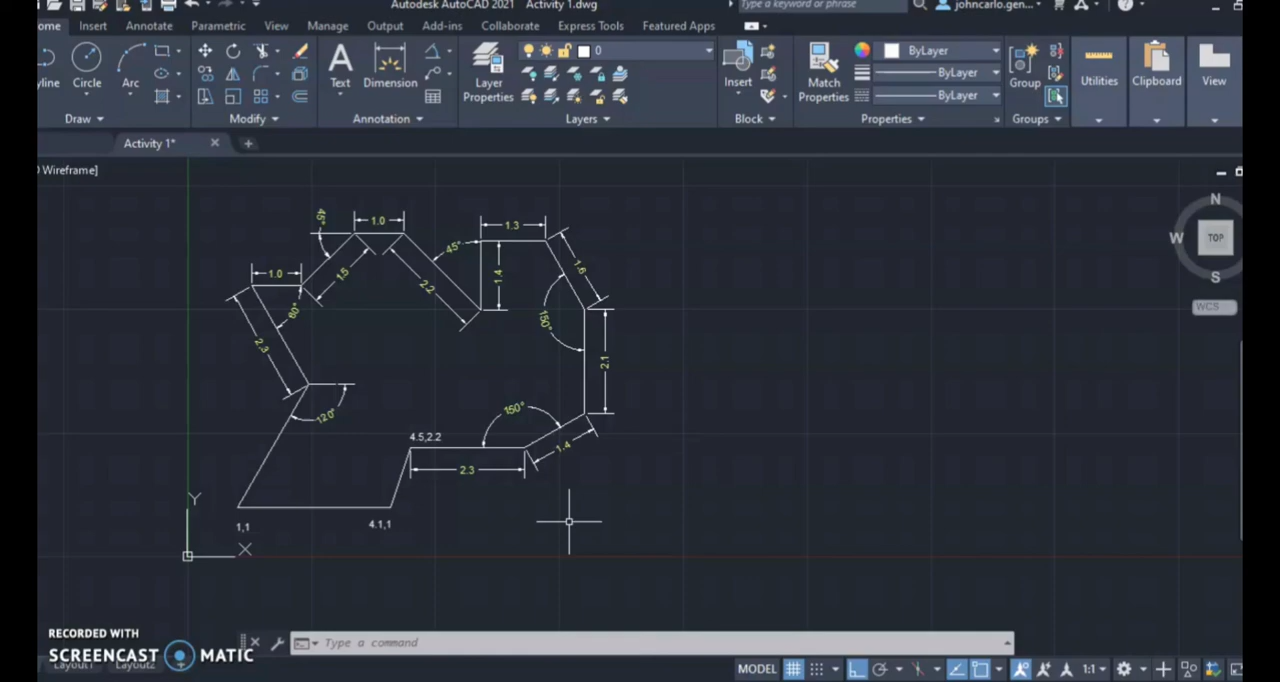 Autodesk AutoCAD 2021 Activity 1.dwg
Type a keyword or phrase
johncarlo.gen...
ome Insert Annotate Parametric View Manage Output Add-ins Collaborate Express Tools Featured Apps
yline Circle Arc
Text Dimension
Layer Properties
0
Insert
Match Properties
ByLayer
ByLayer
ByLayer
Group
Utilities
Clipboard
View
Draw Modify Annotation Layers Block Properties Groups
Activity 1*
D Wireframe]
N
W TOP
S
WCS
45°
1.0
1.3
45°
1.0
1.5
2.2
1.4
1.6
80°
150°
2.3
2.1
120°
150°
4.5,2.2
1.4
2.3
Y
1,1
4.1,1
X
Type a command
RECORDED WITH
SCREENCAST MATIC
Layout1 Layout2
MODEL 1:1